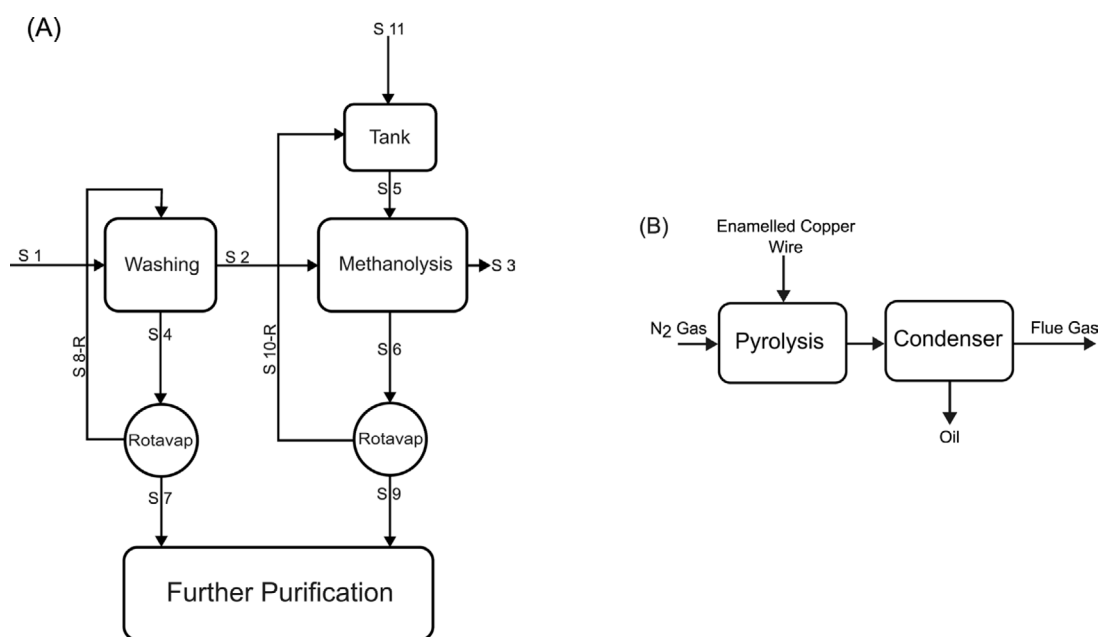 (A)
S 11
Tank
S 5
S 1
Washing
S 2
Methanolysis
S 3
S 4
S 8-R
S 10-R
S 6
Rotavap
Rotavap
S 7
S 9
Further Purification
(B)
Enamelled Copper
Wire
N2 Gas
Pyrolysis
Condenser
Flue Gas
Oil